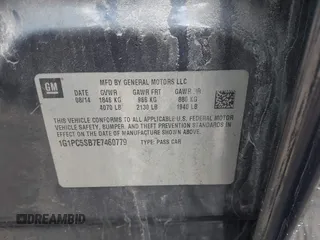 GM
MFD BY GENERAL MOTORS LLC
DATE GVWR GAWR FRT GAWR RR
08/14 1846 KG 966 KG 880 KG
4070 LB 2130 LB 1940 LB
THIS VEHICLE CONFORMS TO ALL APPLICABLE U.S. FEDERAL MOTOR
VEHICLE SAFETY, BUMPER, AND THEFT PREVENTION STANDARDS IN
EFFECT ON THE DATE OF MANUFACTURE SHOWN ABOVE.
1G1PC5SB7E7460779
TYPE: PASS CAR
DREAMBID